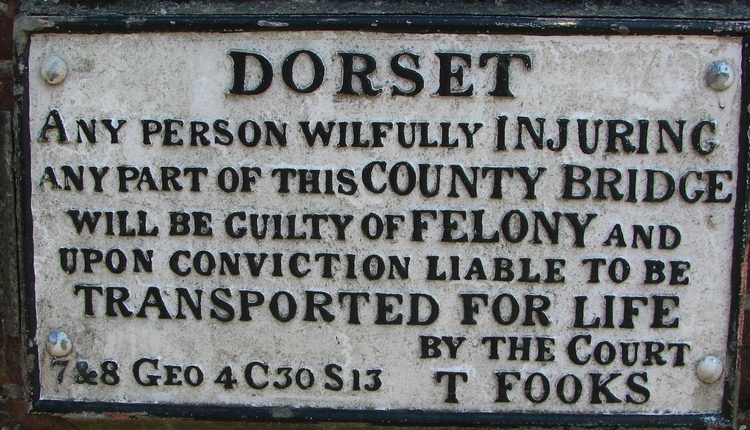 DORSET
ANY PERSON WILFULLY INJURING
ANY PART OF THIS COUNTY BRIDGE
WILL BE GUILTY OF FELONY AND
UPON CONVICTION LIABLE TO BE
TRANSPORTED FOR LIFE
BY THE COURT
7&8 GEO 4 C30 S13 T FOOKS